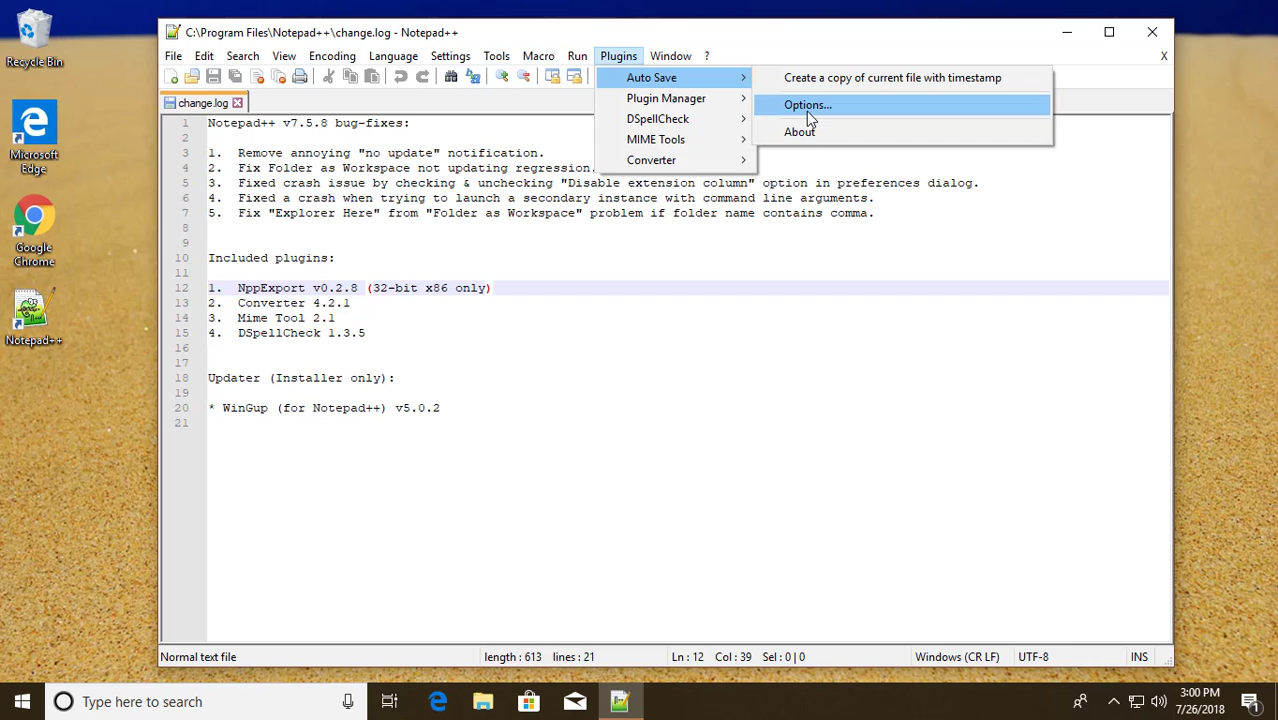 Recycle Bin
Microsoft
Edge
Google
Chrome
Notepad++
C:\Program Files\Notepad++\change.log - Notepad++
File Edit Search View Encoding Language Settings Tools Macro Run Plugins Window ? X
change.log
Auto Save
Plugin Manager
DSpellCheck
MIME Tools
Converter
Create a copy of current file with timestamp
Options...
About
1 Notepad++ v7.5.8 bug-fixes:
2
3 1. Remove annoying "no update" notification.
4 2. Fix Folder as Workspace not updating regression.
5 3. Fixed crash issue by checking & unchecking "Disable extension column" option in preferences dialog.
6 4. Fixed a crash when trying to launch a secondary instance with command line arguments.
7 5. Fix "Explorer Here" from "Folder as Workspace" problem if folder name contains comma.
8
9
10 Included plugins:
11
12 1. NppExport v0.2.8 (32-bit x86 only)
13 2. Converter 4.2.1
14 3. Mime Tool 2.1
15 4. DSpellCheck 1.3.5
16
17
18 Updater (Installer only):
19
20 * WinGup (for Notepad++) v5.0.2
21
Normal text file length : 613 lines : 21 Ln : 12 Col : 39 Sel : 0 | 0 Windows (CR LF) UTF-8 INS
Type here to search
3:00 PM
7/26/2018
1